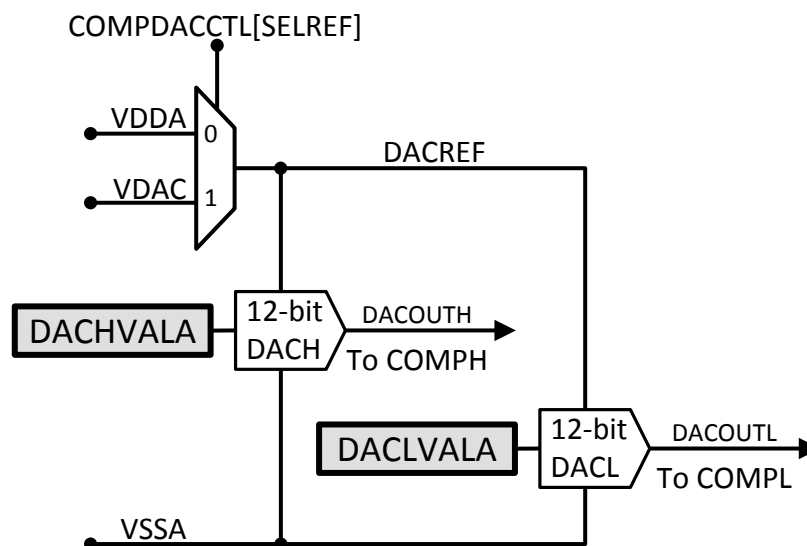 COMPDACCTL[SELREF]
VDDA
0
VDAC
1
DACREF
DACHVALA
12-bit
DACH
DACOUTH
To COMPH
DACLVALA
12-bit
DACL
DACOUTL
To COMPL
VSSA